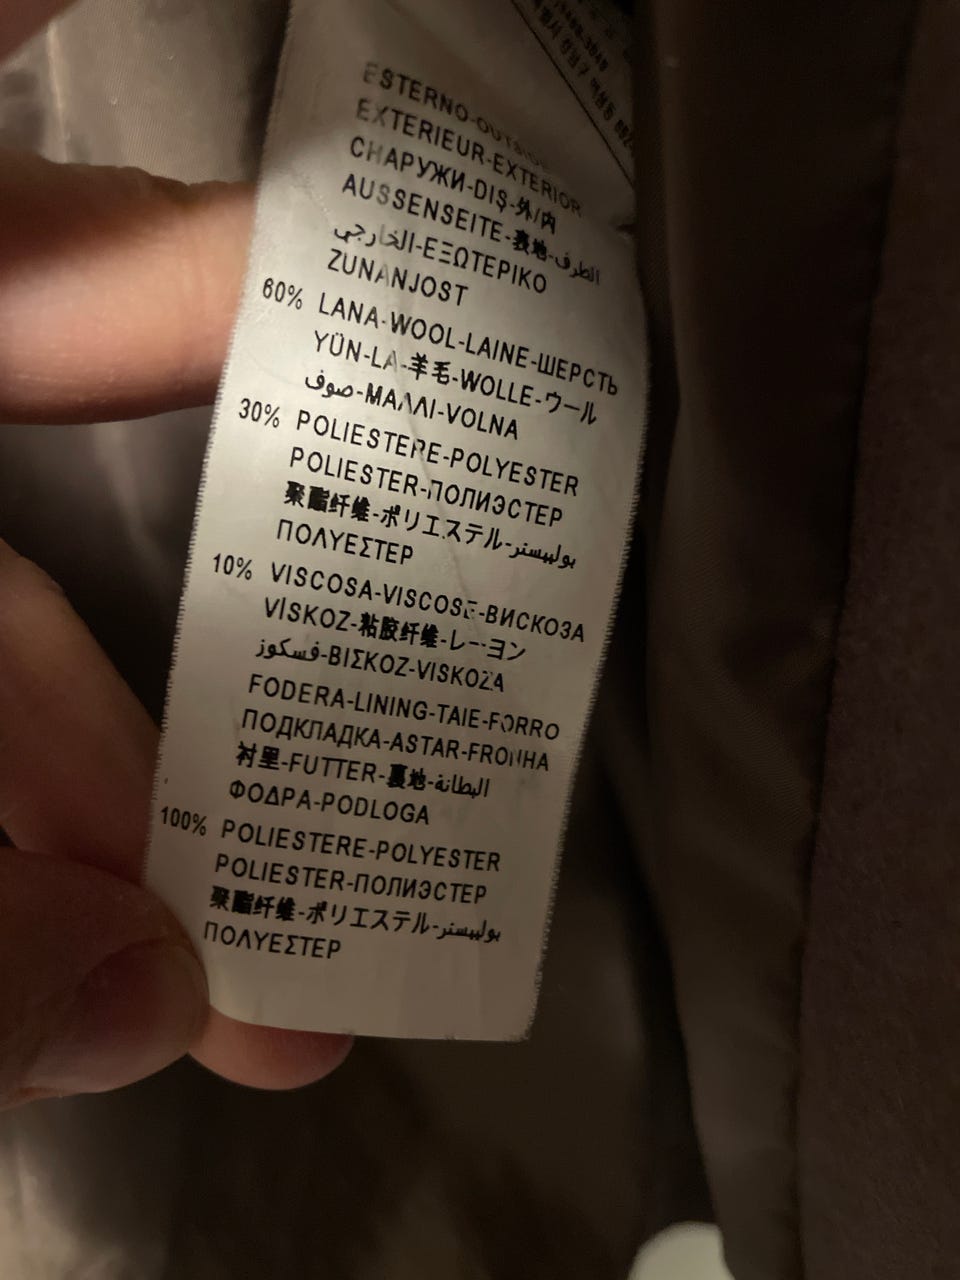 ESTERNO-OUTSIDE
EXTERIEUR-EXTERIOR
СНАРУЖИ-DIŞ-外/内
AUSSENSEITE-裏地-الطرف
الخارجي-ΕΞΩΤΕΡΙΚΟ
ZUNANJOST
60% LANA-WOOL-LAINE-ШЕРСТЬ
YÜN-LA-羊毛-WOLLE-ウール
صوف-ΜΑΛΛΙ-VOLNA
30% POLIESTERE-POLYESTER
POLIESTER-ПОЛИЭСТЕР
聚酯纤维-ポリエステル-بوليستر
ΠΟΛΥΕΣΤΕΡ
10% VISCOSA-VISCOSE-ВИСКОЗА
VİSKOZ-粘胶纤维-レーヨン
فسكوز-ΒΙΣΚΟΖ-VISKOZA
FODERA-LINING-TAIE-FORRO
ПОДКЛАДКА-ASTAR-FRONHA
衬里-FUTTER-裏地-البطانة
ΦΟΔΡΑ-PODLOGA
100% POLIESTERE-POLYESTER
POLIESTER-ПОЛИЭСТЕР
聚酯纤维-ポリエステル-بوليستر
ΠΟΛΥΕΣΤΕΡ